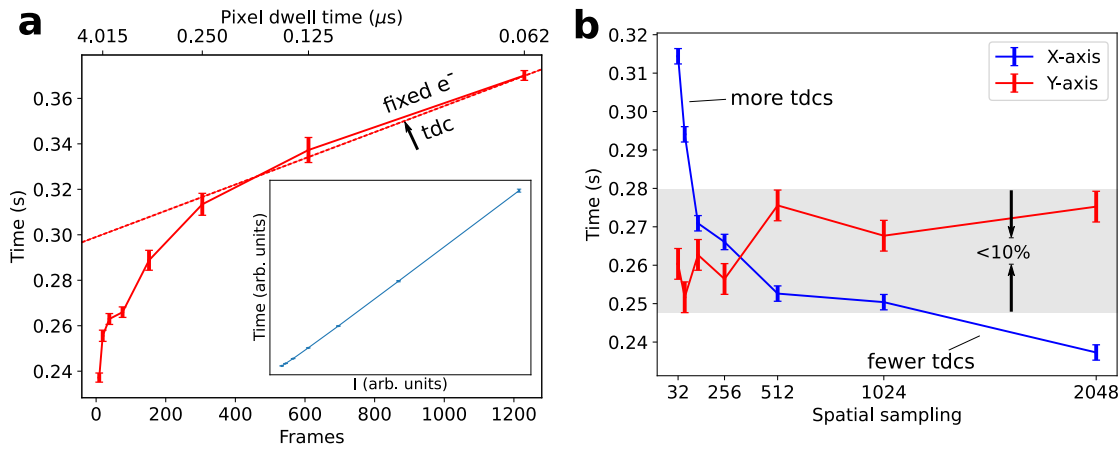 a
Pixel dwell time (μs)
4.015 0.250 0.125 0.062
0.36
0.34
0.32
0.30
0.28
0.26
0.24
Time (s)
fixed e⁻
tdc
Time (arb. units)
I (arb. units)
0 200 400 600 800 1000 1200
Frames
b
0.32
0.31
0.30
0.29
0.28
0.27
0.26
0.25
0.24
Time (s)
X-axis
Y-axis
more tdcs
<10%
fewer tdcs
32 256 512 1024 2048
Spatial sampling